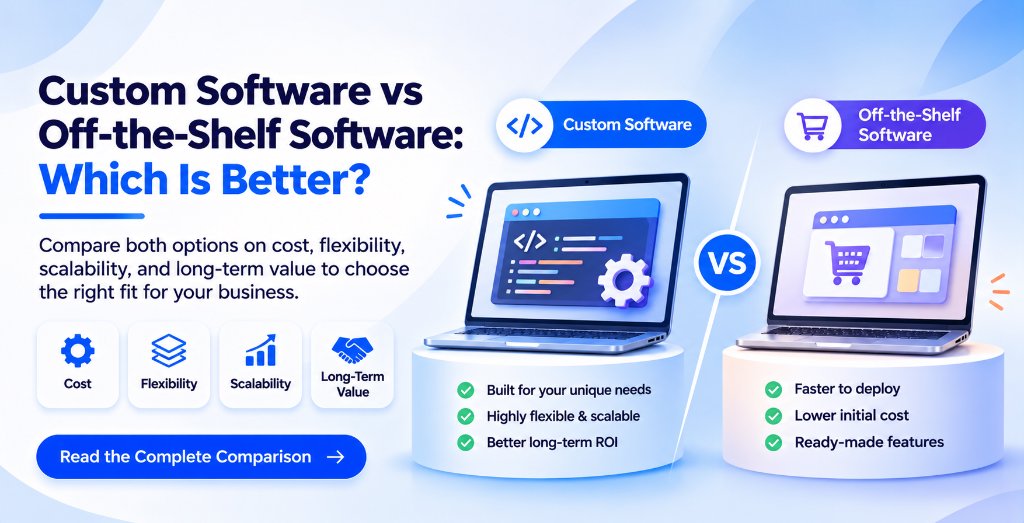 Custom Software vs
Off-the-Shelf Software:
Which Is Better?
Compare both options on cost, flexibility,
scalability, and long-term value to choose
the right fit for your business.
Cost
Flexibility
Scalability
Long-Term
Value
Read the Complete Comparison →
</> Custom Software
</>
Built for your unique needs
Highly flexible & scalable
Better long-term ROI
VS
Off-the-Shelf
Software
Faster to deploy
Lower initial cost
Ready-made features